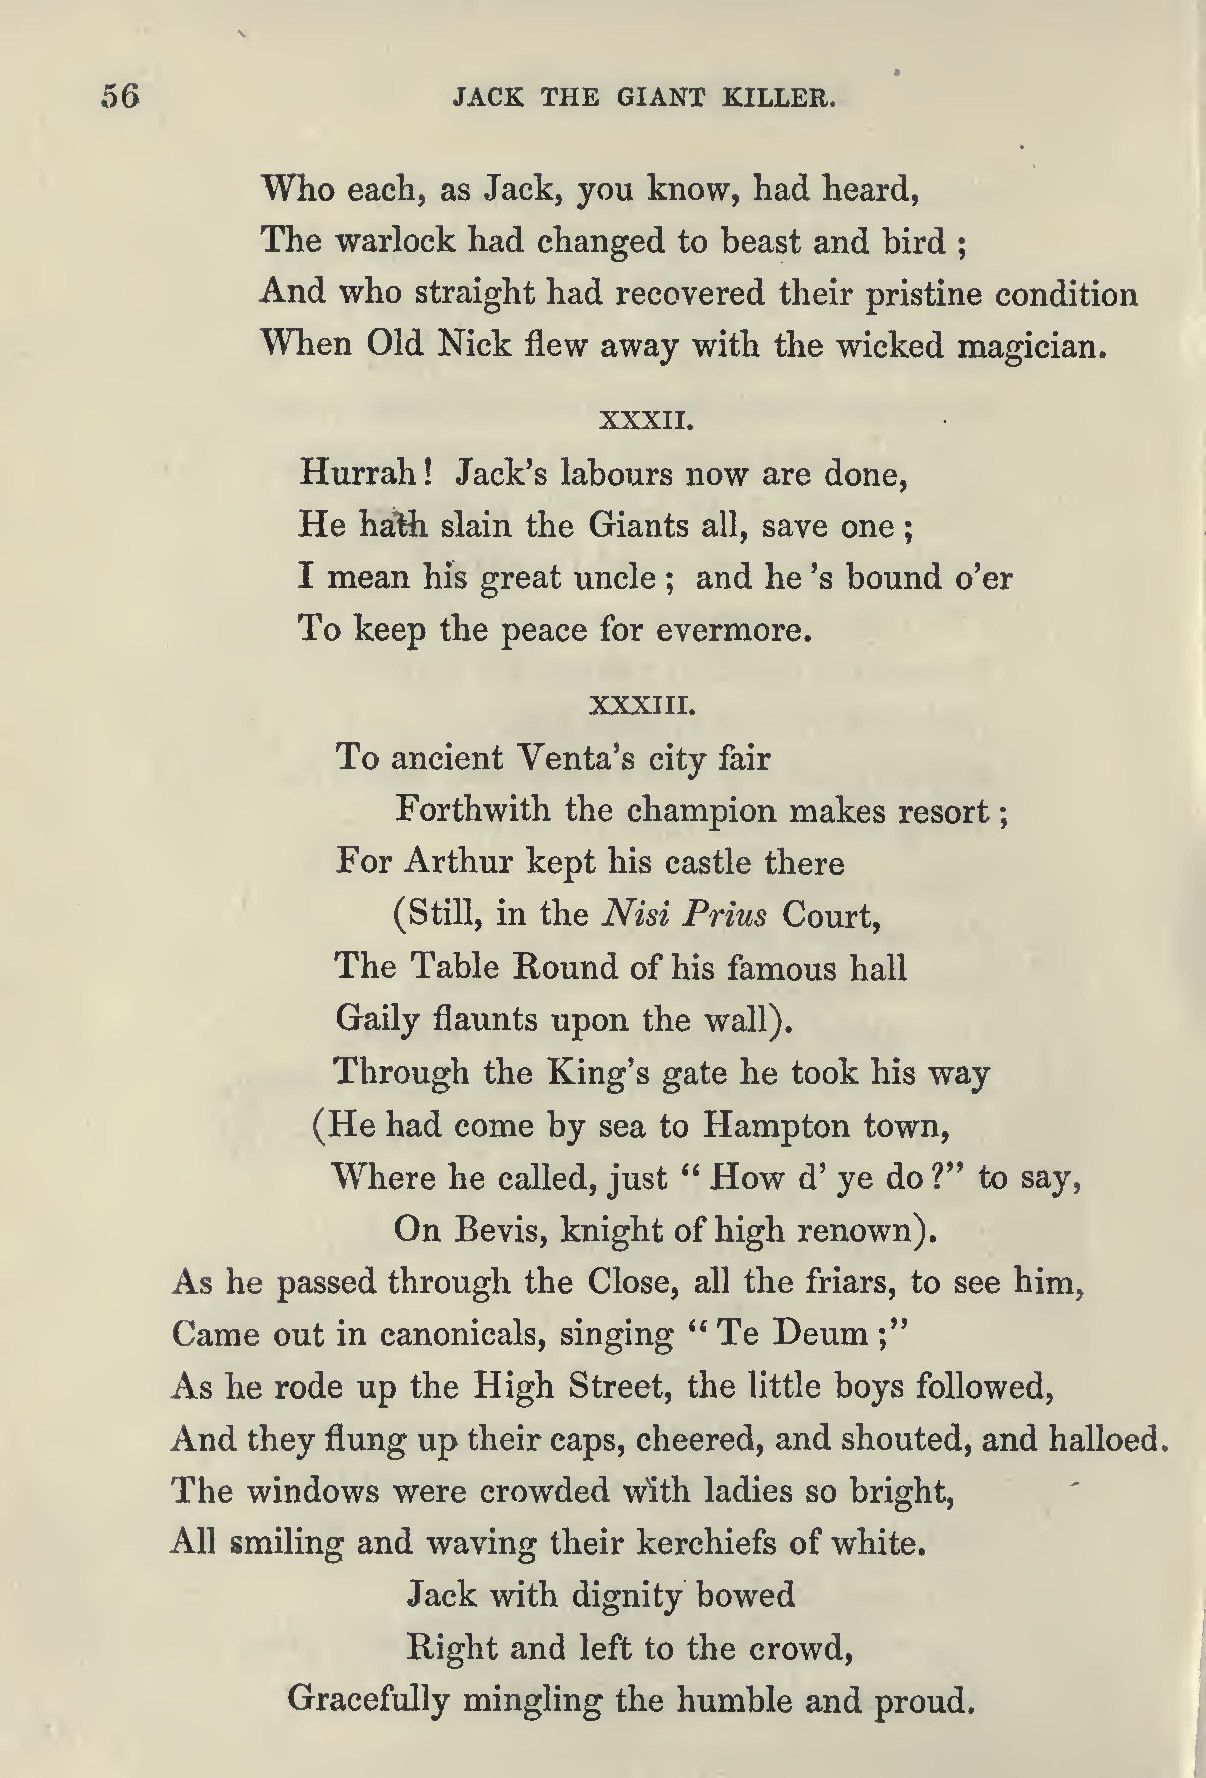 56 JACK THE GIANT KILLER.
Who each, as Jack, you know, had heard,
The warlock had changed to beast and bird ;
And who straight had recovered their pristine condition
When Old Nick flew away with the wicked magician.
XXXII.
Hurrah! Jack's labours now are done,
He hath slain the Giants all, save one ;
I mean his great uncle ; and he 's bound o'er
To keep the peace for evermore.
XXXIII.
To ancient Venta's city fair
Forthwith the champion makes resort ;
For Arthur kept his castle there
(Still, in the Nisi Prius Court,
The Table Round of his famous hall
Gaily flaunts upon the wall).
Through the King's gate he took his way
(He had come by sea to Hampton town,
Where he called, just “ How d' ye do ?” to say,
On Bevis, knight of high renown).
As he passed through the Close, all the friars, to see him,
Came out in canonicals, singing “ Te Deum ;”
As he rode up the High Street, the little boys followed,
And they flung up their caps, cheered, and shouted, and halloed.
The windows were crowded with ladies so bright,
All smiling and waving their kerchiefs of white.
Jack with dignity bowed
Right and left to the crowd,
Gracefully mingling the humble and proud.